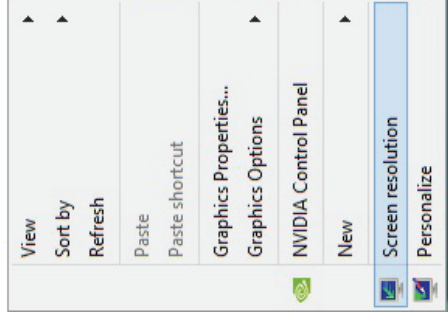 View
Sort by
Refresh
Paste
Paste shortcut
Graphics Properties...
Graphics Options
NVIDIA Control Panel
New
Screen resolution
Personalize